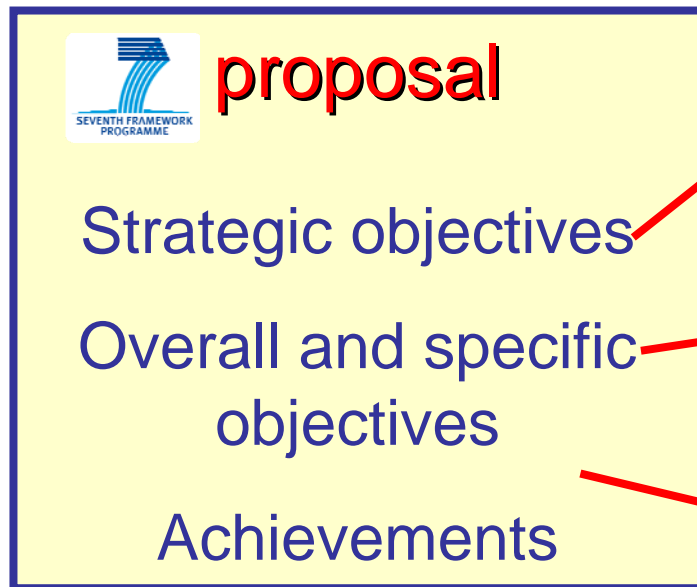 proposal
SEVENTH FRAMEWORK
PROGRAMME
Strategic objectives
Overall and specific
objectives
Achievements